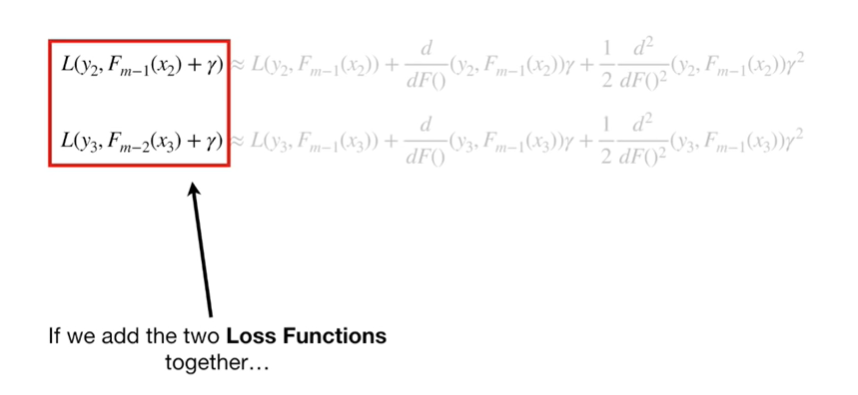 L(y₂, Fₘ₋₁(x₂) + γ) ≈ L(y₂, Fₘ₋₁(x₂)) + d/dF() (y₂, Fₘ₋₁(x₂))γ + 1/2 d²/dF()² (y₂, Fₘ₋₁(x₂))γ²
L(y₃, Fₘ₋₂(x₃) + γ) ≈ L(y₃, Fₘ₋₁(x₃)) + d/dF() (y₃, Fₘ₋₁(x₃))γ + 1/2 d²/dF()² (y₃, Fₘ₋₁(x₃))γ²
If we add the two Loss Functions
together…